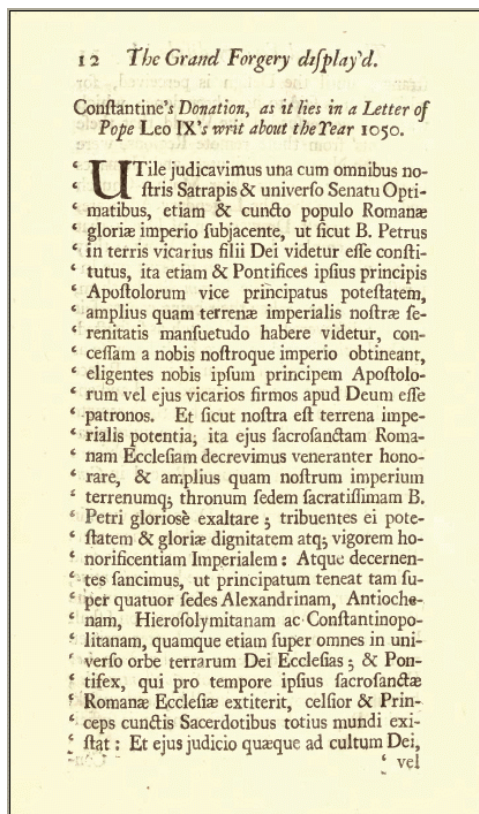 12 The Grand Forgery diſplay'd.
Conſtantine's Donation, as it lies in a Letter of
Pope Leo IX's writ about the Year 1050.
‘ UTile judicavimus una cum omnibus no-
‘ ſtris Satrapis & univerſo Senatu Opti-
‘ matibus, etiam & cuncto populo Romanæ
‘ gloriæ imperio ſubjacente, ut ſicut B. Petrus
‘ in terris vicarius filii Dei videtur eſſe conſti-
‘ tutus, ita etiam & Pontifices ipſius principis
‘ Apoſtolorum vice principatus poteſtatem,
‘ amplius quam terrenæ imperialis noſtræ ſe-
‘ renitatis manſuetudo habere videtur, con-
‘ ceſſam a nobis noſtroque imperio obtineant,
‘ eligentes nobis ipſum principem Apoſtolo-
‘ rum vel ejus vicarios firmos apud Deum eſſe
‘ patronos. Et ſicut noſtra eſt terrena impe-
‘ rialis potentia; ita ejus ſacroſanctam Roma-
‘ nam Eccleſiam decrevimus veneranter hono-
‘ rare, & amplius quam noſtrum imperium
‘ terrenumq; thronum ſedem ſacratiſſimam B.
‘ Petri gloriosè exaltare ; tribuentes ei pote-
‘ ſtatem & gloriæ dignitatem atq; vigorem ho-
‘ norificentiam Imperialem : Atque decernen-
‘ tes ſancimus, ut principatum teneat tam ſu-
‘ per quatuor ſedes Alexandrinam, Antioche-
‘ nam, Hieroſolymitanam ac Conſtantinopo-
‘ litanam, quamque etiam ſuper omnes in uni-
‘ verſo orbe terrarum Dei Eccleſias ; & Pon-
‘ tifex, qui pro tempore ipſius ſacroſanctæ
‘ Romanæ Eccleſiæ extiterit, celſior & Prin-
‘ ceps cunctis Sacerdotibus totius mundi exi-
‘ ſtat : Et ejus judicio quæque ad cultum Dei,
‘ vel